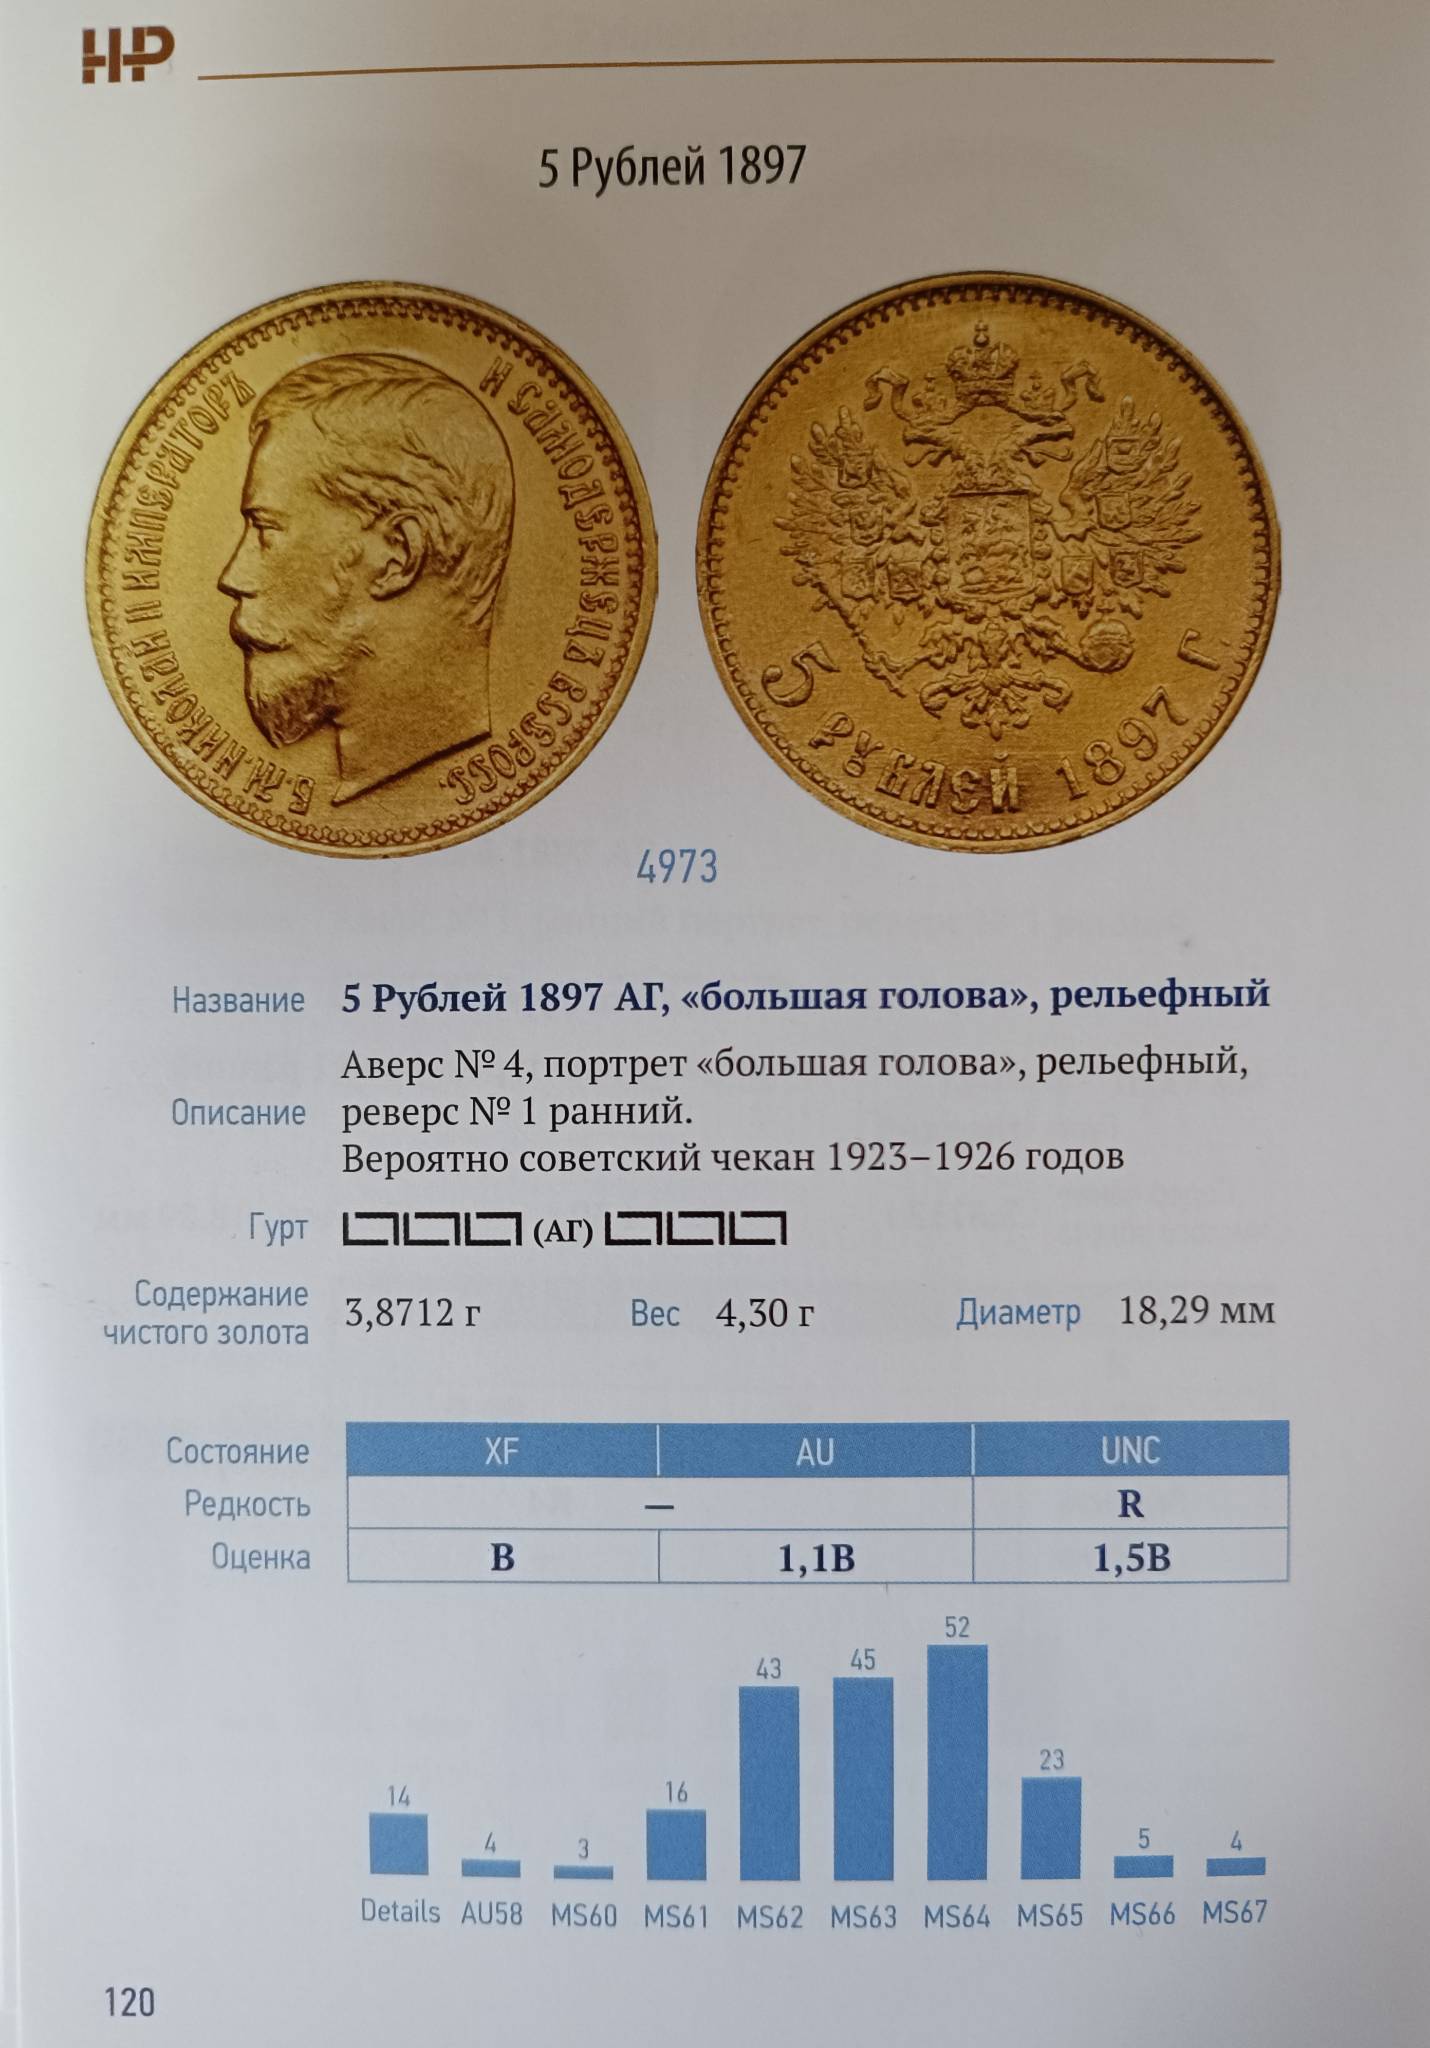 НР
5 Рублей 1897
Б.М. НИКОЛАЙ II ИМПЕРАТОРЪ И САМОДЕРЖЕЦЪ ВСЕРОСС.
5 РУБЛЕЙ 1897 Г.
4973
Название 5 Рублей 1897 АГ, «большая голова», рельефный
Описание Аверс № 4, портрет «большая голова», рельефный,
реверс № 1 ранний.
Вероятно советский чекан 1923–1926 годов
Гурт (АГ)
Содержание
чистого золота 3,8712 г Вес 4,30 г Диаметр 18,29 мм
Состояние XF AU UNC
Редкость — R
Оценка B 1,1B 1,5B
14 4 3 16 43 45 52 23 5 4
Details AU58 MS60 MS61 MS62 MS63 MS64 MS65 MS66 MS67
120